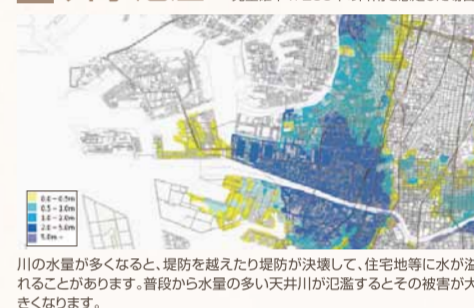 0.0～0.5m
0.5～1.0m
1.0～2.0m
2.0～5.0m
5.0m～
川の水量が多くなると、堤防を越えたり堤防が決壊して、住宅地等に水が溢
れることがあります。普段から水量の多い天井川が氾濫するとその被害が大
きくなります。